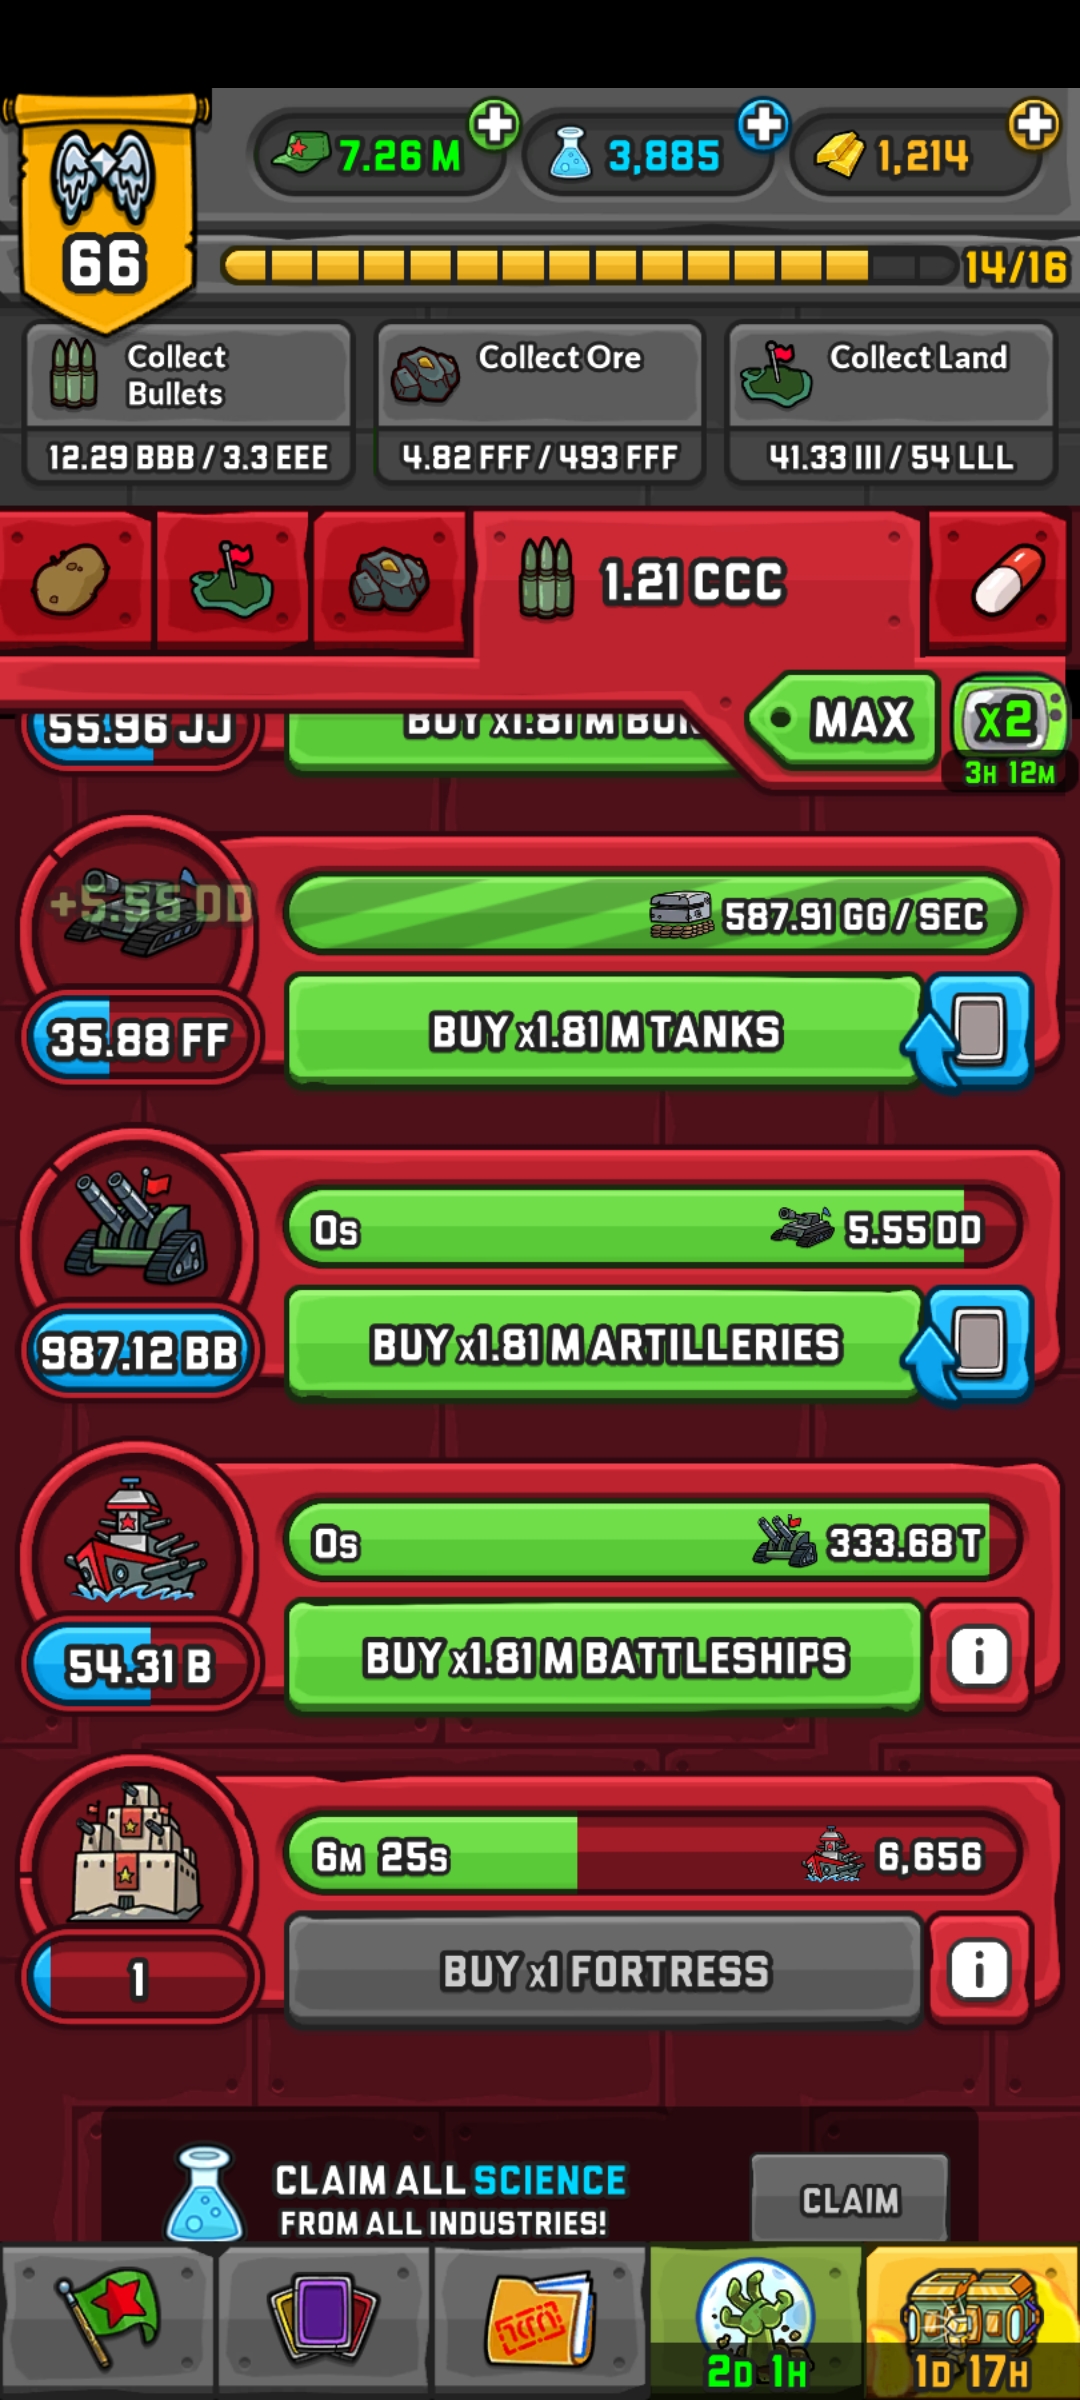 7.26 M
3,885
1,214
66
14/16
Collect
Bullets
Collect Ore
Collect Land
12.29 BBB / 3.3 EEE
4.82 FFF / 493 FFF
41.33 III / 54 LLL
1.21 CCC
MAX
x2
3H 12M
55.96 JJ
BUY x1.81 M
+5.55 DD
587.91 GG / SEC
35.88 FF
BUY x1.81 M TANKS
0s
5.55 DD
987.12 BB
BUY x1.81 M ARTILLERIES
0s
333.68 T
54.31 B
BUY x1.81 M BATTLESHIPS
i
6M 25s
6,656
1
BUY x1 FORTRESS
i
CLAIM ALL SCIENCE
FROM ALL INDUSTRIES!
CLAIM
2D 1H
1D 17H